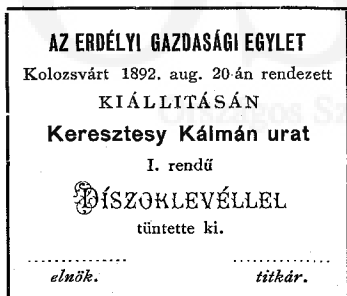 AZ ERDÉLYI GAZDASÁGI EGYLET
Kolozsvárt 1892. aug. 20-án rendezett
KIÁLLITÁSÁN
Keresztesy Kálmán urat
I. rendű
DÍSZOKLEVÉLLEL
tüntette ki.
elnök. titkár.